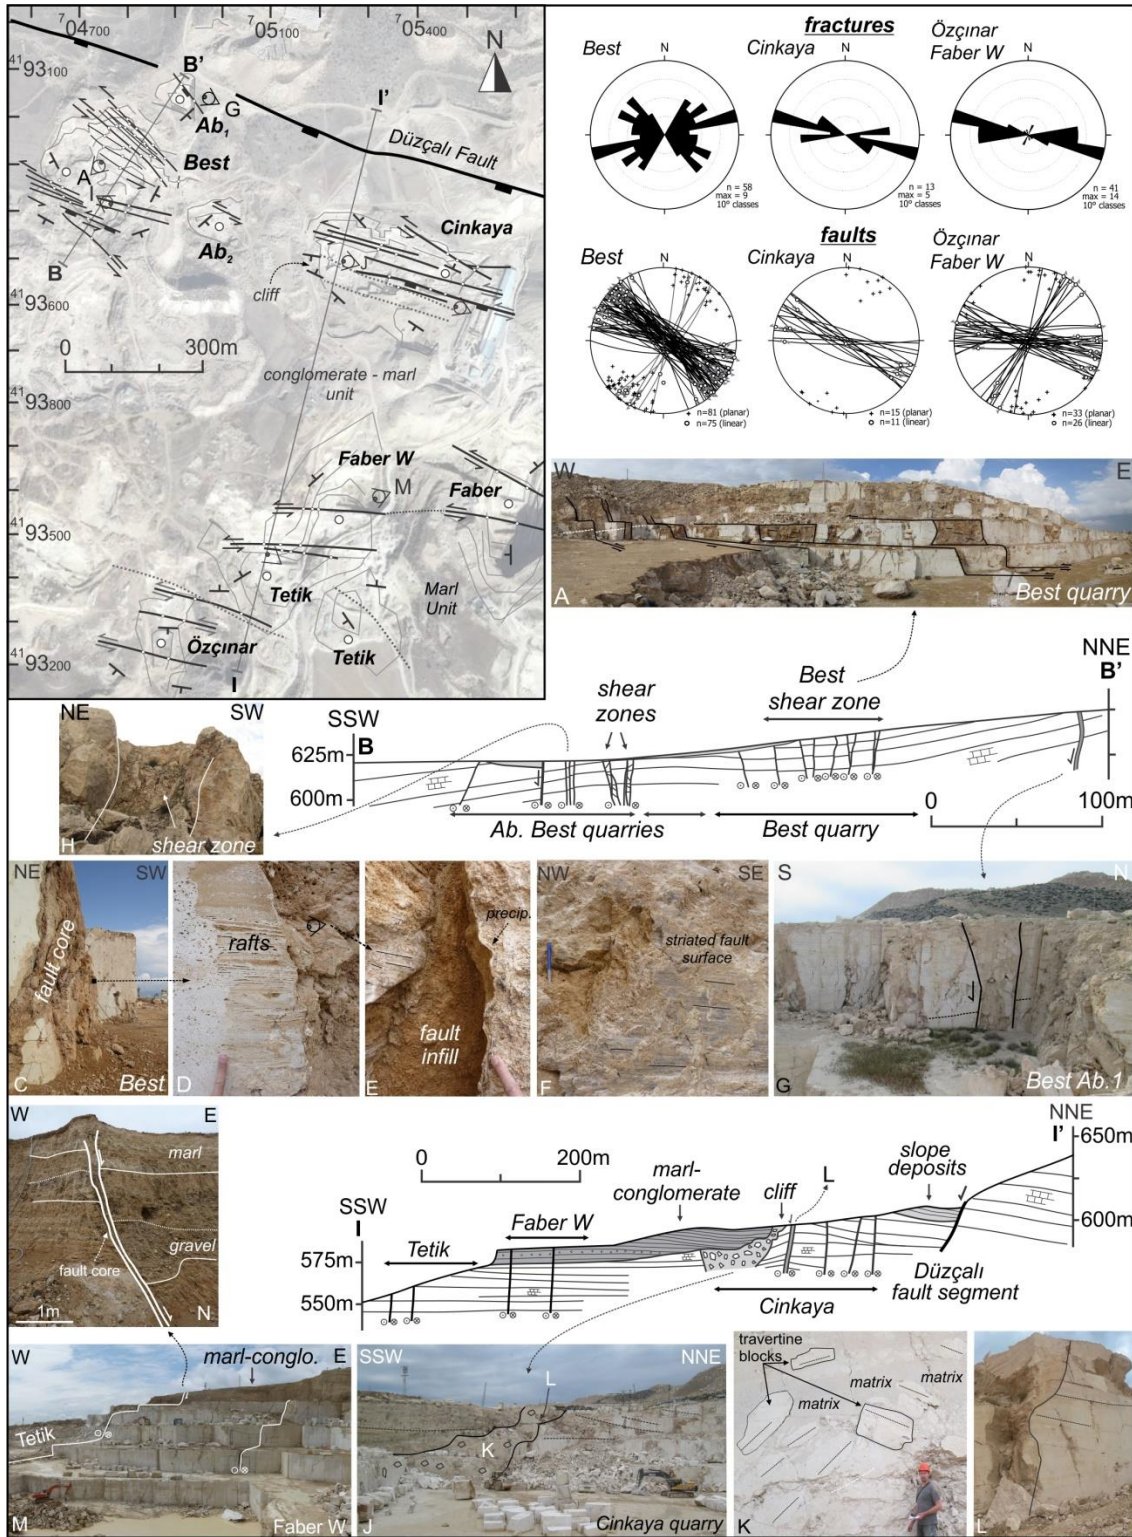 704700
705100
705400
N
4193100
B'
I'
G
Ab1
Düzçalı Fault
Best
A
I
Cinkaya
Ab2
J
B
cliff
L
4193600
0 300m
conglomerate - marl
unit
4193800
Faber W
M
Faber
4193500
Marl
Unit
Tetik
Özçınar
Tetik
4193200
I
fractures
Best
Cinkaya
Özçınar
Faber W
N
N
N
n = 58
max = 9
10° classes
n = 13
max = 5
10° classes
n = 41
max = 14
10° classes
faults
Best
Cinkaya
Özçınar
Faber W
N
N
N
n=81 (planar)
n=75 (linear)
n=15 (planar)
n=11 (linear)
n=33 (planar)
n=26 (linear)
W E
A Best quarry
NE SW
shear zone
H
SSW
B
NNE
B'
shear
zones
Best
shear zone
625m
600m
Ab. Best quarries
Best quarry
0 100m
NE SW
fault core
C Best
rafts
D
precip.
fault
infill
E
NW SE
striated fault
surface
F
S N
G Best Ab.1
W E
marl
gravel
fault core
1m
N
0 200m
SSW
I
NNE
I'
650m
600m
575m
550m
Tetik
Faber W
marl-
conglomerate
cliff
L
slope
deposits
Cinkaya
Düzçalı
fault segment
W E
marl-conglo.
Tetik
M Faber W
SSW NNE
L
K
J Cinkaya quarry
travertine
blocks
matrix
matrix
matrix
K
L